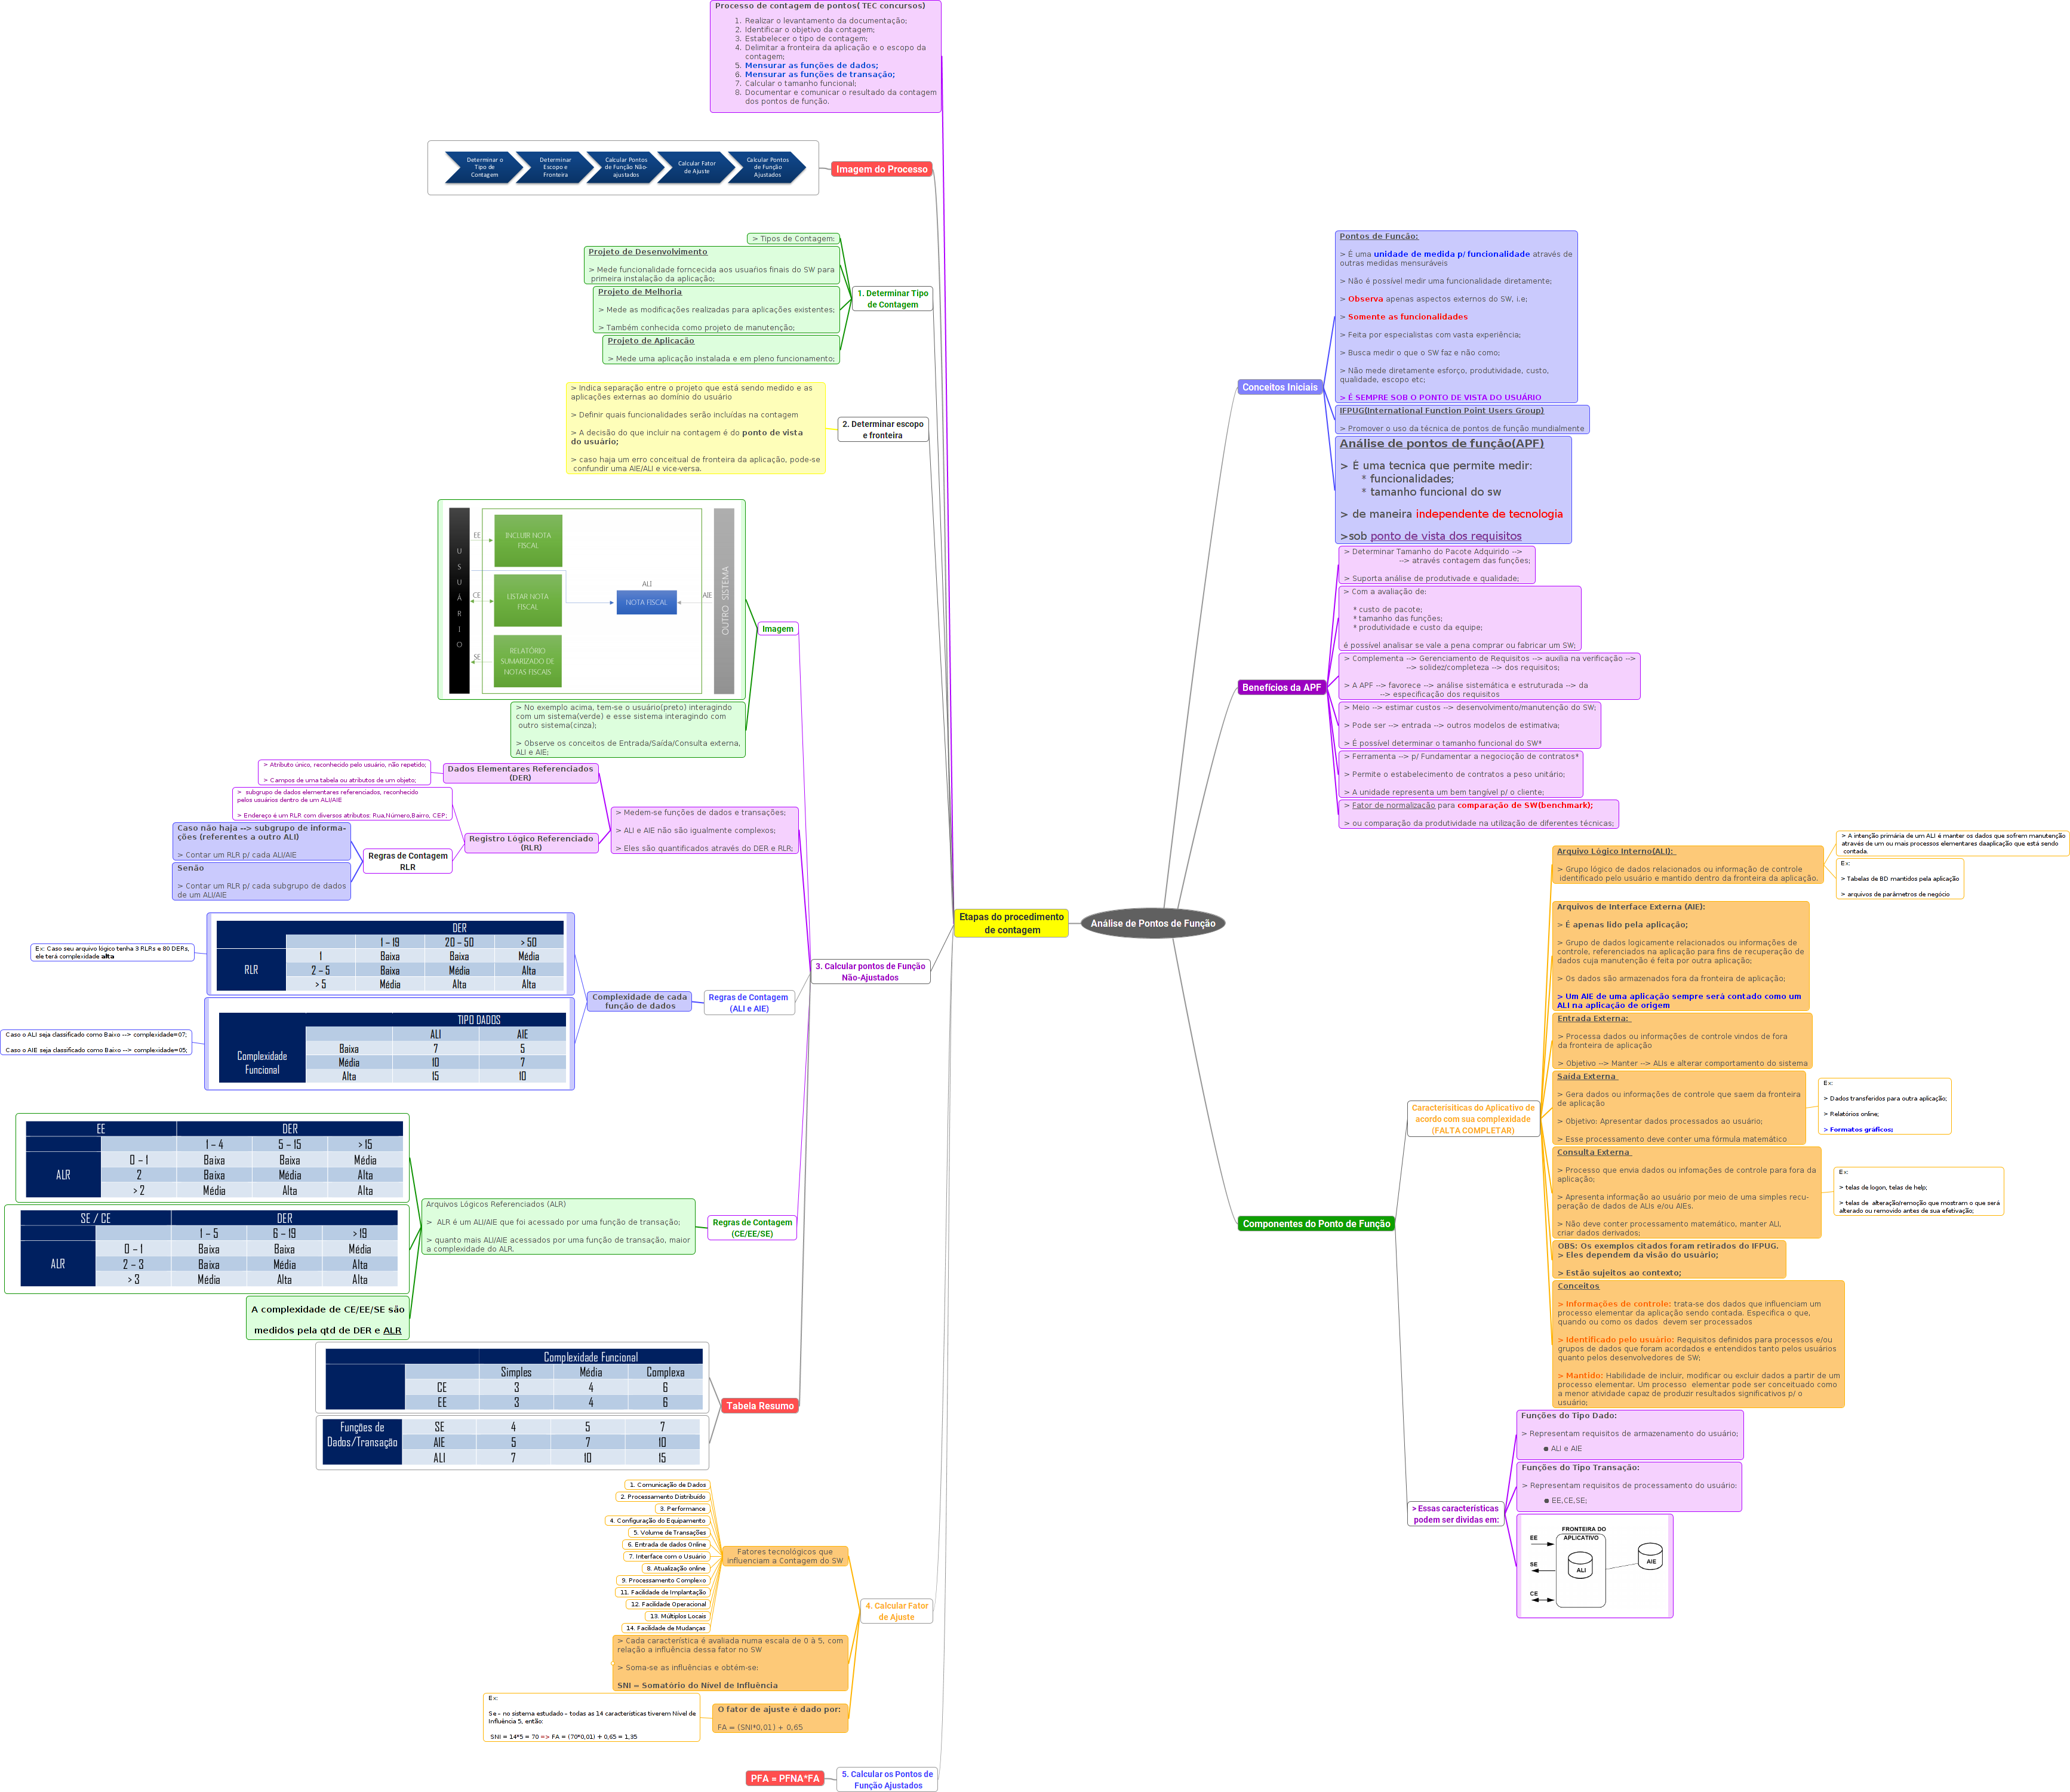 Análise de Pontos de Função
Conceitos Iniciais
Pontos de Função:
> É uma unidade de medida p/ funcionalidade através de
outras medidas mensuráveis
> Não é possível medir uma funcionalidade diretamente;
> Observa apenas aspectos externos do SW, i.e;
> Somente as funcionalidades
> Feita por especialistas com vasta experiência;
> Busca medir o que o SW faz e não como;
> Não mede diretamente esforço, produtividade, custo,
qualidade, escopo etc;
> É SEMPRE SOB O PONTO DE VISTA DO USUÁRIO
IFPUG(International Function Point Users Group)
> Promover o uso da técnica de pontos de função mundialmente
Análise de pontos de função(APF)
> É uma tecnica que permite medir:
* funcionalidades;
* tamanho funcional do sw
> de maneira independente de tecnologia
>sob ponto de vista dos requisitos
Benefícios da APF
> Determinar Tamanho do Pacote Adquirido -->
--> através contagem das funções;
> Suporta análise de produtivade e qualidade;
> Com a avaliação de:
* custo de pacote;
* tamanho das funções;
* produtividade e custo da equipe;
é possível analisar se vale a pena comprar ou fabricar um SW;
> Complementa --> Gerenciamento de Requisitos --> auxilia na verificação -->
--> solidez/completeza --> dos requisitos;
> A APF --> favorece --> análise sistemática e estruturada --> da
--> especificação dos requisitos
> Meio --> estimar custos --> desenvolvimento/manutenção do SW;
> Pode ser --> entrada --> outros modelos de estimativa;
> É possível determinar o tamanho funcional do SW*
> Ferramenta --> p/ Fundamentar a negocioção de contratos*
> Permite o estabelecimento de contratos a peso unitário;
> A unidade representa um bem tangível p/ o cliente;
> Fator de normalização para comparação de SW(benchmark);
> ou comparação da produtividade na utilização de diferentes técnicas;
Componentes do Ponto de Função
Caracterísiticas do Aplicativo de
acordo com sua complexidade
(FALTA COMPLETAR)
Arquivo Lógico Interno(ALI):
> Grupo lógico de dados relacionados ou informação de controle
identificado pelo usuário e mantido dentro da fronteira da aplicação.
> A intenção primária de um ALI é manter os dados que sofrem manutenção
através de um ou mais processos elementares daaplicação que está sendo
contada.
Ex:
> Tabelas de BD mantidos pela aplicação
> arquivos de parâmetros de negócio
Arquivos de Interface Externa (AIE):
> É apenas lido pela aplicação;
> Grupo de dados logicamente relacionados ou informações de
controle, referenciados na aplicação para fins de recuperação de
dados cuja manutenção é feita por outra aplicação;
> Os dados são armazenados fora da fronteira de aplicação;
> Um AIE de uma aplicação sempre será contado como um
ALI na aplicação de origem
Entrada Externa:
> Processa dados ou informações de controle vindos de fora
da fronteira de aplicação
> Objetivo --> Manter --> ALIs e alterar comportamento do sistema
Saída Externa
> Gera dados ou informações de controle que saem da fronteira
de aplicação
> Objetivo: Apresentar dados processados ao usuário;
> Esse processamento deve conter uma fórmula matemático
Ex:
> Dados transferidos para outra aplicação;
> Relatórios online;
> Formatos gráficos;
Consulta Externa
> Processo que envia dados ou infomações de controle para fora da
aplicação;
> Apresenta informação ao usuário por meio de uma simples recu-
peração de dados de ALIs e/ou AIEs.
> Não deve conter processamento matemático, manter ALI,
criar dados derivados;
Ex:
> telas de logon, telas de help;
> telas de alteração/remoção que mostram o que será
alterado ou removido antes de sua efetivação;
OBS: Os exemplos citados foram retirados do IFPUG.
> Eles dependem da visão do usuário;
> Estão sujeitos ao contexto;
Conceitos
> Informações de controle: trata-se dos dados que influenciam um
processo elementar da aplicação sendo contada. Especifica o que,
quando ou como os dados devem ser processados
> Identificado pelo usuário: Requisitos definidos para processos e/ou
grupos de dados que foram acordados e entendidos tanto pelos usuários
quanto pelos desenvolvedores de SW;
> Mantido: Habilidade de incluir, modificar ou excluir dados a partir de um
processo elementar. Um processo elementar pode ser conceituado como
a menor atividade capaz de produzir resultados significativos p/ o
usuário;
> Essas características
podem ser dividas em:
Funções do Tipo Dado:
> Representam requisitos de armazenamento do usuário;
● ALI e AIE
Funções do Tipo Transação:
> Representam requisitos de processamento do usuário:
● EE,CE,SE;
FRONTEIRA DO
APLICATIVO
EE
SE
CE
ALI
AIE
Etapas do procedimento
de contagem
Processo de contagem de pontos( TEC concursos)
1. Realizar o levantamento da documentação;
2. Identificar o objetivo da contagem;
3. Estabelecer o tipo de contagem;
4. Delimitar a fronteira da aplicação e o escopo da
contagem;
5. Mensurar as funções de dados;
6. Mensurar as funções de transação;
7. Calcular o tamanho funcional;
8. Documentar e comunicar o resultado da contagem
dos pontos de função.
Imagem do Processo
Determinar o
Tipo de
Contagem
Determinar
Escopo e
Fronteira
Calcular Pontos
de Função Não-
ajustados
Calcular Fator
de Ajuste
Calcular Pontos
de Função
Ajustados
1. Determinar Tipo
de Contagem
> Tipos de Contagem:
Projeto de Desenvolvimento
> Mede funcionalidade forncecida aos usuarios finais do SW para
primeira instalação da aplicação;
Projeto de Melhoria
> Mede as modificações realizadas para aplicações existentes;
> Também conhecida como projeto de manutenção;
Projeto de Aplicação
> Mede uma aplicação instalada e em pleno funcionamento;
2. Determinar escopo
e fronteira
> Indica separação entre o projeto que está sendo medido e as
aplicações externas ao domínio do usuário
> Definir quais funcionalidades serão incluídas na contagem
> A decisão do que incluir na contagem é do ponto de vista
do usuário;
> caso haja um erro conceitual de fronteira da aplicação, pode-se
confundir uma AIE/ALI e vice-versa.
3. Calcular pontos de Função
Não-Ajustados
Imagem
USUÁRIO
EE
INCLUIR NOTA
FISCAL
CE
LISTAR NOTA
FISCAL
SE
RELATÓRIO
SUMARIZADO DE
NOTAS FISCAIS
ALI
NOTA FISCAL
AIE
OUTRO SISTEMA
> No exemplo acima, tem-se o usuário(preto) interagindo
com um sistema(verde) e esse sistema interagindo com
outro sistema(cinza);
> Observe os conceitos de Entrada/Saída/Consulta externa,
ALI e AIE;
> Medem-se funções de dados e transações;
> ALI e AIE não são igualmente complexos;
> Eles são quantificados através do DER e RLR;
Dados Elementares Referenciados
(DER)
> Atributo único, reconhecido pelo usuário, não repetido;
> Campos de uma tabela ou atributos de um objeto;
Registro Lógico Referenciado
(RLR)
> subgrupo de dados elementares referenciados, reconhecido
pelos usuários dentro de um ALI/AIE
> Endereço é um RLR com diversos atributos: Rua,Número,Bairro, CEP;
Regras de Contagem
RLR
Caso não haja --> subgrupo de informa-
ções (referentes a outro ALI)
> Contar um RLR p/ cada ALI/AIE
Senão
> Contar um RLR p/ cada subgrupo de dados
de um ALI/AIE
Regras de Contagem
(ALI e AIE)
Complexidade de cada
função de dados
DER
1 – 19 20 – 50 > 50
RLR
1 Baixa Baixa Média
2 – 5 Baixa Média Alta
> 5 Média Alta Alta
Ex: Caso seu arquivo lógico tenha 3 RLRs e 80 DERs,
ele terá complexidade alta
TIPO DADOS
ALI AIE
Complexidade
Funcional
Baixa 7 5
Média 10 7
Alta 15 10
Caso o ALI seja classificado como Baixo --> complexidade=07;
Caso o AIE seja classificado como Baixo --> complexidade=05;
Regras de Contagem
(CE/EE/SE)
Arquivos Lógicos Referenciados (ALR)
> ALR é um ALI/AIE que foi acessado por uma função de transação;
> quanto mais ALI/AIE acessados por uma função de transação, maior
a complexidade do ALR.
EE DER
1 – 4 5 – 15 > 15
ALR
0 – 1 Baixa Baixa Média
2 Baixa Média Alta
> 2 Média Alta Alta
SE / CE DER
1 – 5 6 – 19 > 19
ALR
0 – 1 Baixa Baixa Média
2 – 3 Baixa Média Alta
> 3 Média Alta Alta
A complexidade de CE/EE/SE são
medidos pela qtd de DER e ALR
Tabela Resumo
Complexidade Funcional
Simples Média Complexa
CE 3 4 6
EE 3 4 6
Funções de
Dados/Transação
SE 4 5 7
AIE 5 7 10
ALI 7 10 15
4. Calcular Fator
de Ajuste
Fatores tecnológicos que
influenciam a Contagem do SW
1. Comunicação de Dados
2. Processamento Distribuído
3. Performance
4. Configuração do Equipamento
5. Volume de Transações
6. Entrada de dados Online
7. Interface com o Usuário
8. Atualização online
9. Processamento Complexo
11. Facilidade de Implantação
12. Facilidade Operacional
13. Múltiplos Locais
14. Facilidade de Mudanças
> Cada característica é avaliada numa escala de 0 à 5, com
relação a influência dessa fator no SW
> Soma-se as influências e obtém-se:
SNI = Somatório do Nível de Influência
O fator de ajuste é dado por:
FA = (SNI*0,01) + 0,65
Ex:
Se – no sistema estudado – todas as 14 características tiverem Nível de
Influência 5, então:
SNI = 14*5 = 70 => FA = (70*0,01) + 0,65 = 1,35
5. Calcular os Pontos de
Função Ajustados
PFA = PFNA*FA